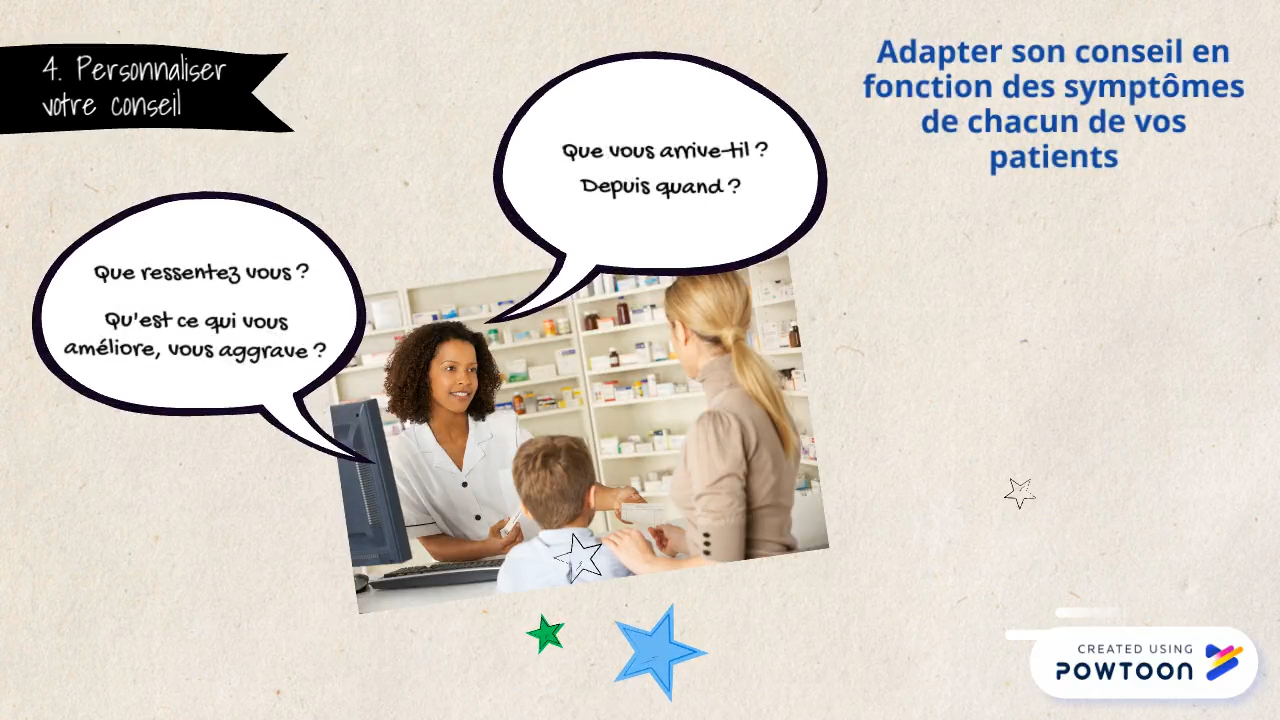 4. Personnaliser
votre conseil
Que vous arrive-til ?
Depuis quand ?
Adapter son conseil en
fonction des symptômes
de chacun de vos
patients
Que ressentez vous ?
Qu'est ce qui vous
améliore, vous aggrave ?
CREATED USING
POWTOON